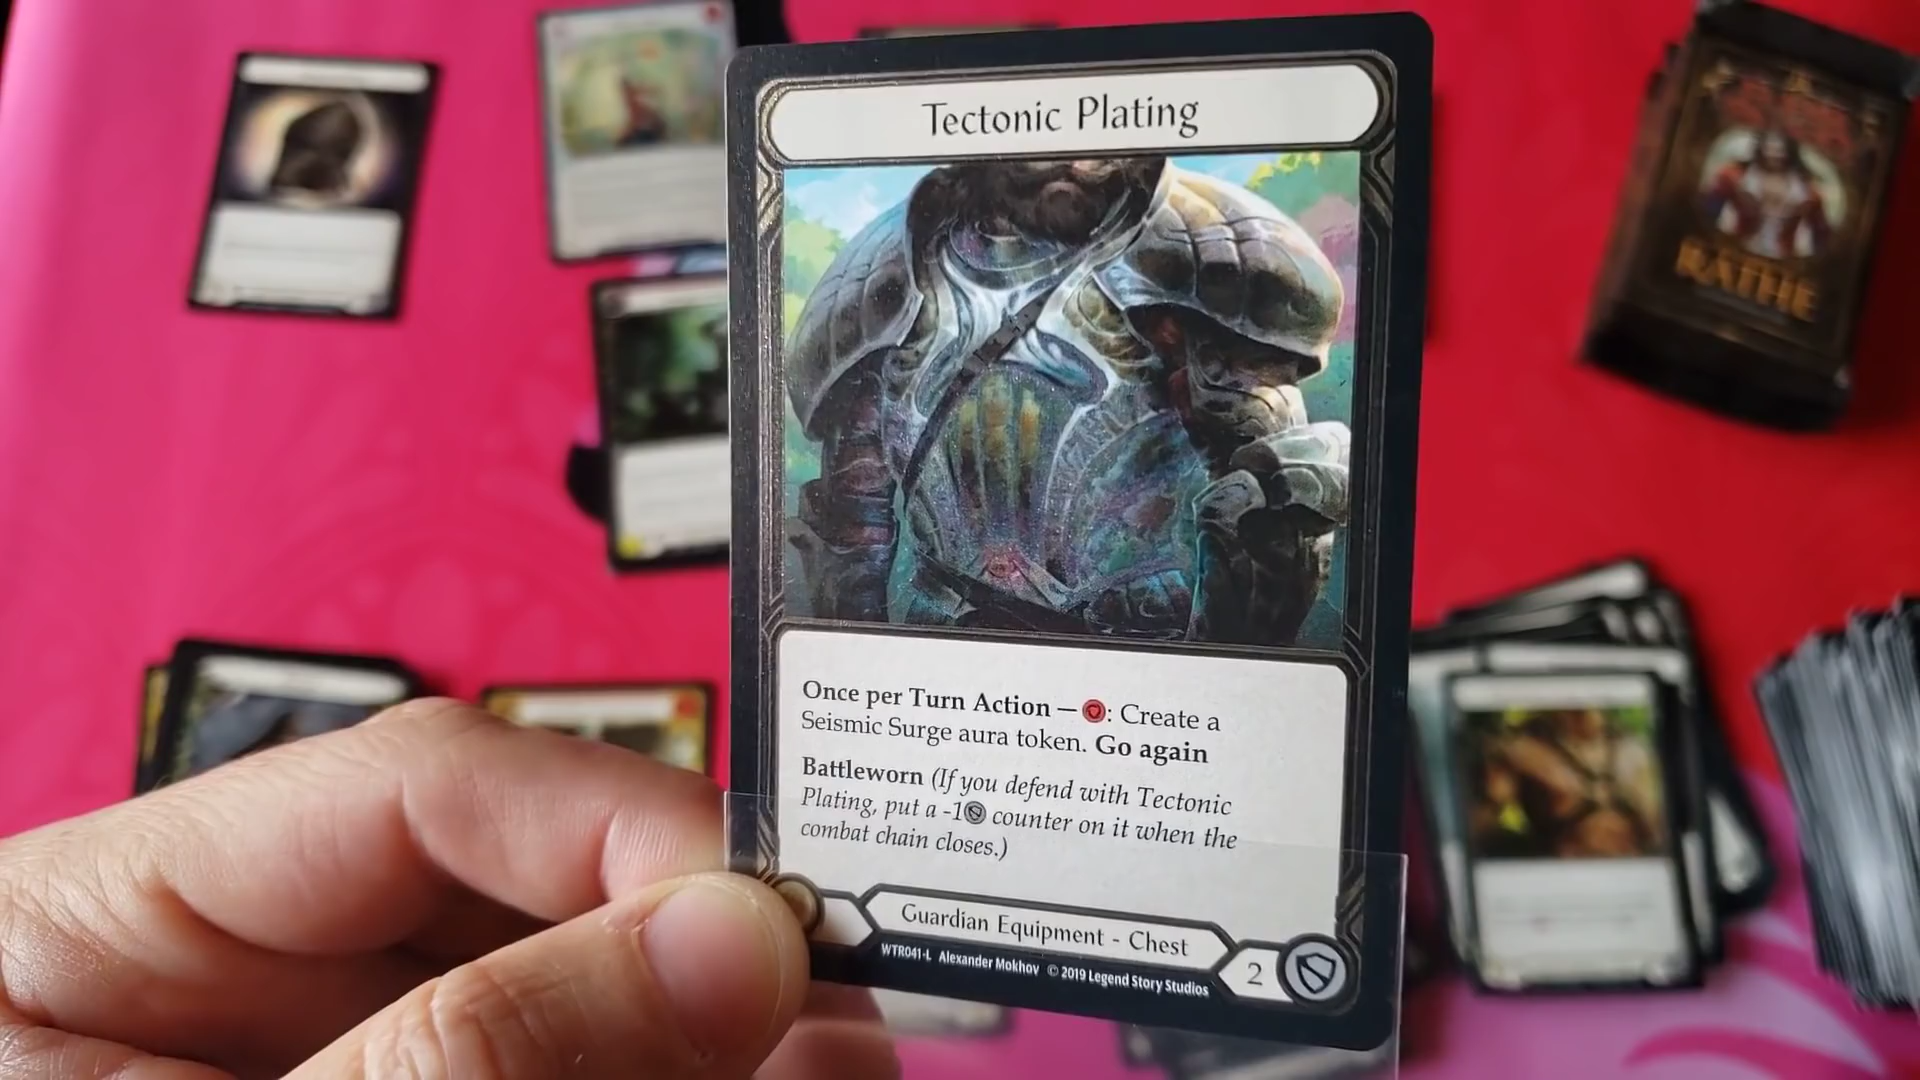 Tectonic Plating
Once per Turn Action — : Create a
Seismic Surge aura token. Go again
Battleworn (If you defend with Tectonic
Plating, put a -1 counter on it when the
combat chain closes.)
Guardian Equipment - Chest
WTR041-L Alexander Mokhov © 2019 Legend Story Studios
2
RATHE